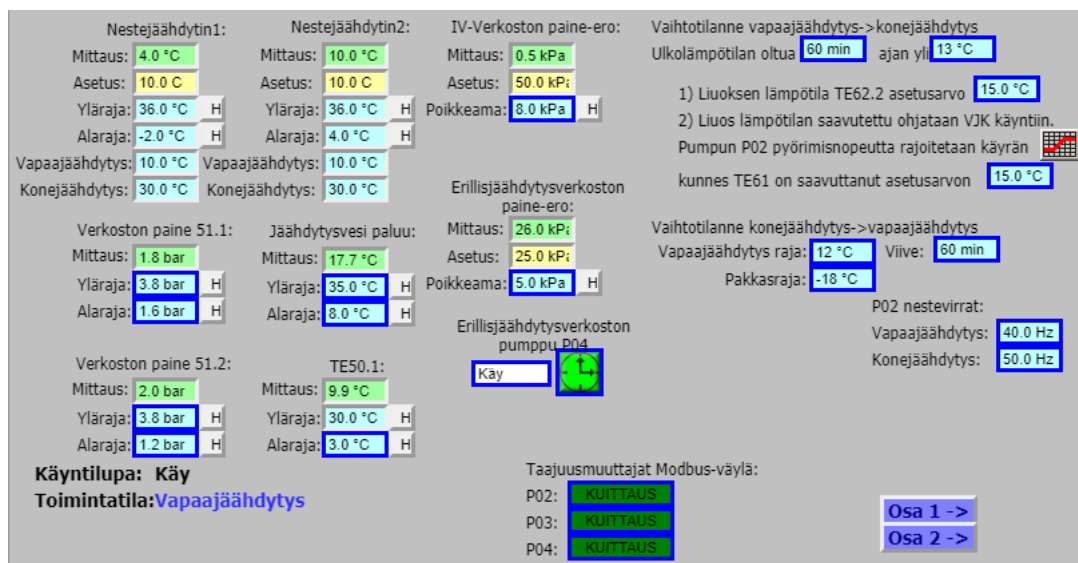 Nestejäähdytin1:
Mittaus: 4.0 °C
Asetus: 10.0 C
Yläraja: 36.0 °C H
Alaraja: -2.0 °C H
Vapaajäähdytys: 10.0 °C
Konejäähdytys: 30.0 °C
Nestejäähdytin2:
Mittaus: 10.0 °C
Asetus: 10.0 C
Yläraja: 36.0 °C H
Alaraja: 4.0 °C H
Vapaajäähdytys: 10.0 °C
Konejäähdytys: 30.0 °C
IV-Verkoston paine-ero:
Mittaus: 0.5 kPa
Asetus: 50.0 kPa
Poikkeama: 8.0 kPa H
Erillisjäähdytysverkoston
paine-ero:
Mittaus: 26.0 kPa
Asetus: 25.0 kPa
Poikkeama: 5.0 kPa H
Erillisjäähdytysverkoston
pumppu P04
Käy
Verkoston paine 51.1:
Mittaus: 1.8 bar
Yläraja: 3.8 bar H
Alaraja: 1.6 bar H
Jäähdytysvesi paluu:
Mittaus: 17.7 °C
Yläraja: 35.0 °C H
Alaraja: 8.0 °C H
Verkoston paine 51.2:
Mittaus: 2.0 bar
Yläraja: 3.8 bar H
Alaraja: 1.2 bar H
TE50.1:
Mittaus: 9.9 °C
Yläraja: 30.0 °C H
Alaraja: 3.0 °C H
Käyntilupa: Käy
Toimintatila:Vapaajäähdytys
Vaihtotilanne vapaajäähdytys->konejäähdytys
Ulkolämpötilan oltua 60 min ajan yli 13 °C
1) Liuoksen lämpötila TE62.2 asetusarvo 15.0 °C
2) Liuos lämpötilan saavutettu ohjataan VJK käyntiin.
Pumpun P02 pyörimisnopeutta rajoitetaan käyrän
kunnes TE61 on saavuttanut asetusarvon 15.0 °C
Vaihtotilanne konejäähdytys->vapaajäähdytys
Vapaajäähdytys raja: 12 °C Viive: 60 min
Pakkasraja: -18 °C
P02 nestevirrat:
Vapaajäähdytys: 40.0 Hz
Konejäähdytys: 50.0 Hz
Taajuusmuuttajat Modbus-väylä:
P02: KUITTAUS
P03: KUITTAUS
P04: KUITTAUS
Osa 1 ->
Osa 2 ->